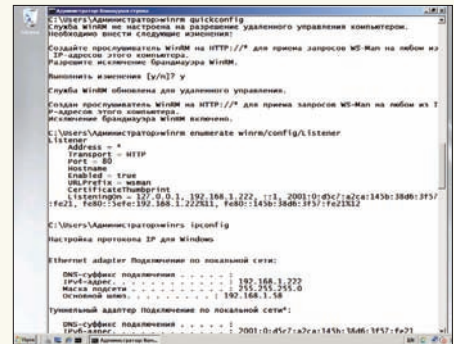 Администратор: Командная строка
C:\Users\Администратор>winrm quickconfig
Служба WinRM не настроена на разрешение удаленного управления компьютером.
Необходимо внести следующие изменения:
Создайте прослушиватель WinRM на HTTP://* для приема запросов WS-Man на любом из
IP-адресов этого компьютера.
Разрешите исключение брандмауэра WinRM.
Выполнить изменения [y/n]? y
Служба WinRM обновлена для удаленного управления.
Создан прослушиватель WinRM на HTTP://* для приема запросов WS-Man на любом из I
P-адресов этого компьютера.
Исключение брандмауэра WinRM включено.
C:\Users\Администратор>winrm enumerate winrm/config/Listener
Listener
Address = *
Transport = HTTP
Port = 80
Hostname
Enabled = true
URLPrefix = wsman
CertificateThumbprint
ListeningOn = 127.0.0.1, 192.168.1.222, ::1, 2001:0:d5c7:a2ca:145b:38d6:3f57
:fe21, fe80::5efe:192.168.1.222%11, fe80::145b:38d6:3f57:fe21%12
C:\Users\Администратор>winrs ipconfig
Настройка протокола IP для Windows
Ethernet adapter Подключение по локальной сети:
DNS-суффикс подключения . . . . . :
IPv4-адрес. . . . . . . . . . . . : 192.168.1.222
Маска подсети . . . . . . . . . . : 255.255.255.0
Основной шлюз. . . . . . . . . : 192.168.1.58
Туннельный адаптер Подключение по локальной сети*:
DNS-суффикс подключения . . . . . :
IPv6-адрес. . . . . . . . . . . . : 2001:0:d5c7:a2ca:145b:38d6:3f57:fe21
Пуск
Администратор: Ком...